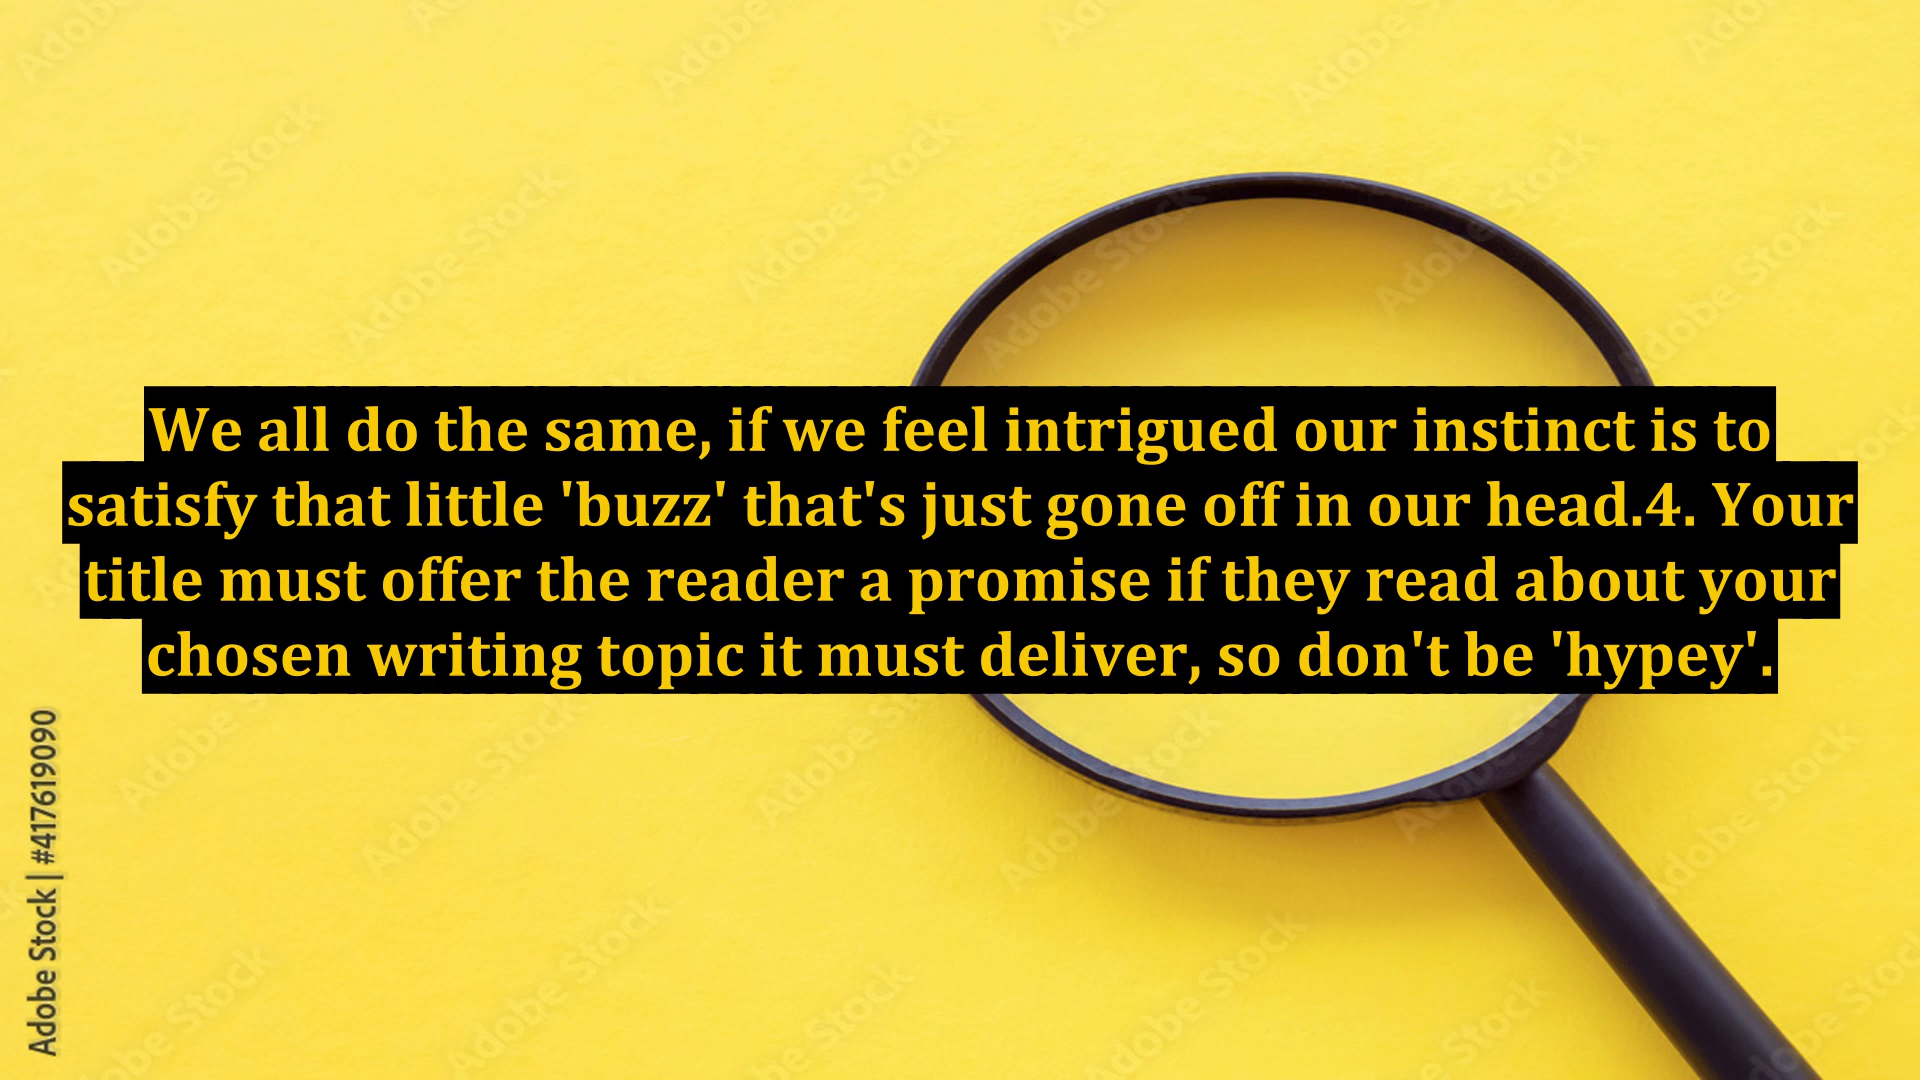 We all do the same, if we feel intrigued our instinct is to
satisfy that little 'buzz' that's just gone off in our head.4. Your
title must offer the reader a promise if they read about your
chosen writing topic it must deliver, so don't be 'hypey'.
Adobe Stock | #417619090